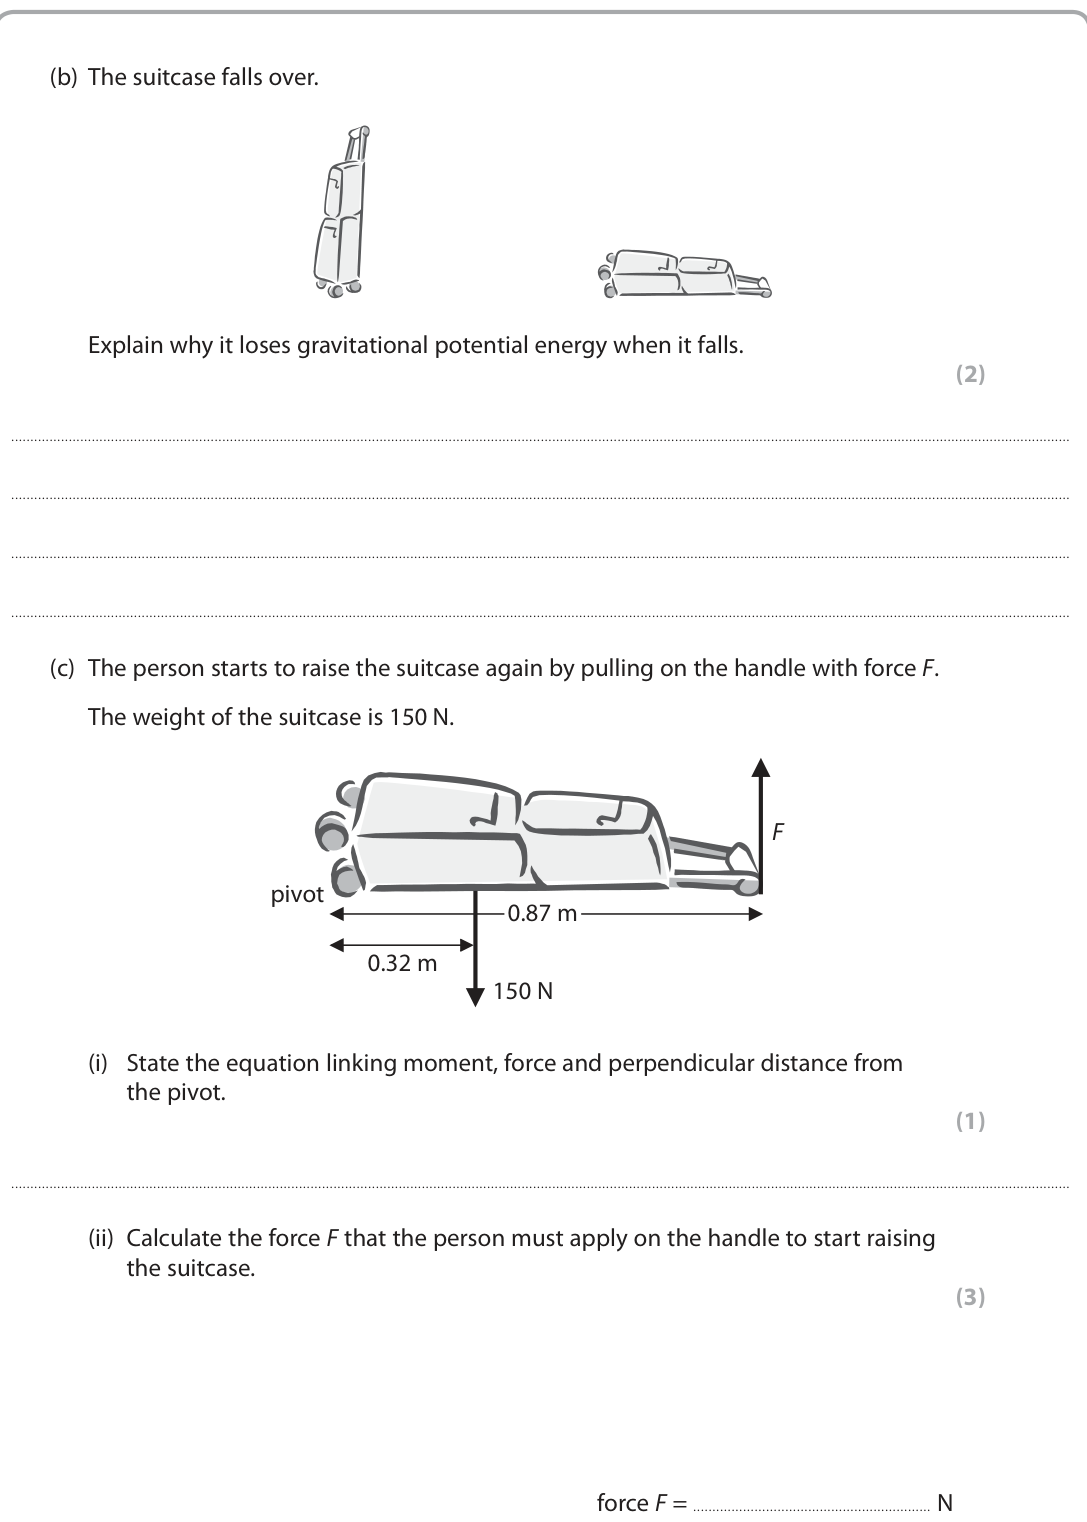 (b) The suitcase falls over.
Explain why it loses gravitational potential energy when it falls.
(2)
(c) The person starts to raise the suitcase again by pulling on the handle with force F.
The weight of the suitcase is 150 N.
F
pivot
0.87 m
0.32 m
150 N
(i) State the equation linking moment, force and perpendicular distance from
the pivot.
(1)
(ii) Calculate the force F that the person must apply on the handle to start raising
the suitcase.
(3)
force F = ............................................................ N